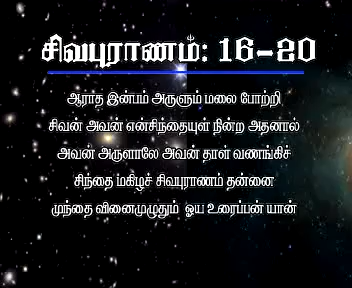 சிவபுராணம்: 16-20
ஆராத இன்பம் அருளும் மலை போற்றி
சிவன் அவன் என்சிந்தையுள் நின்ற அதனால்
அவன் அருளாலே அவன் தாள் வணங்கிச்
சிந்தை மகிழச் சிவபுராணம் தன்னை
முந்தை வினைமுழுதும் ஓய உரைப்பன் யான்